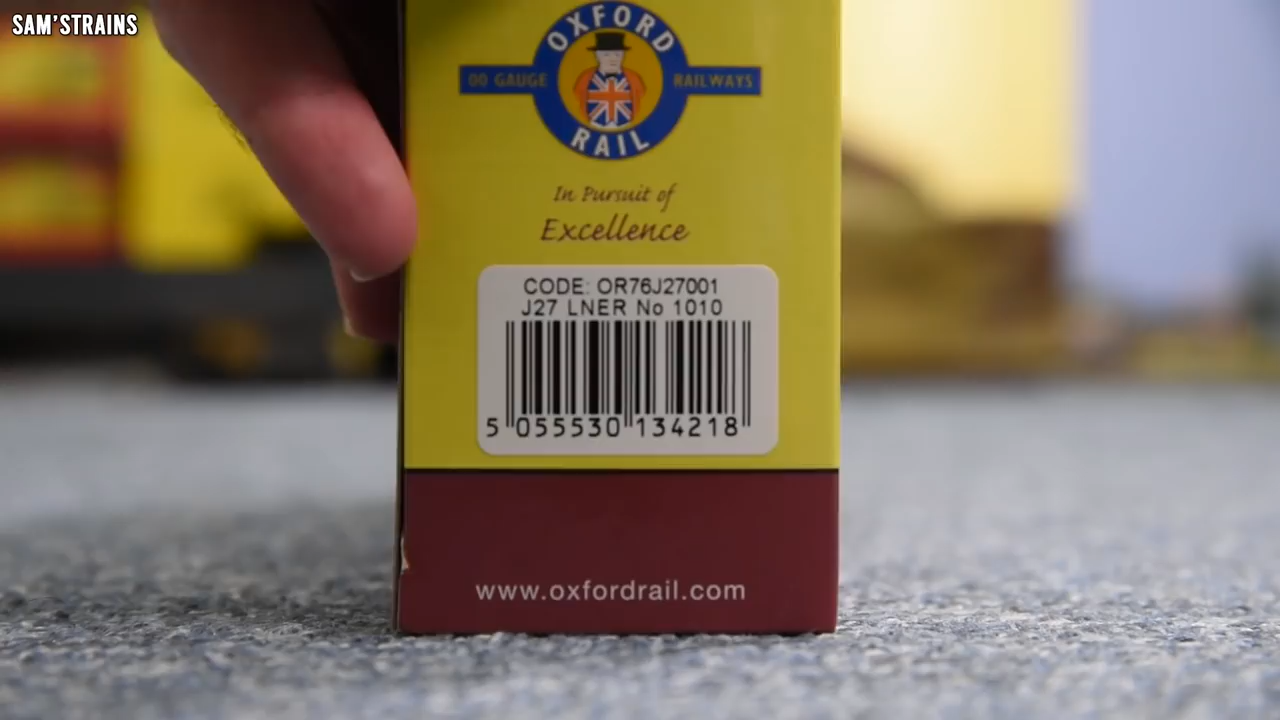 SAM'STRAINS
OXFORD
OO GAUGE RAILWAYS
RAIL
In Pursuit of
Excellence
CODE: OR76J27001
J27 LNER No 1010
5 055530 134218
www.oxfordrail.com